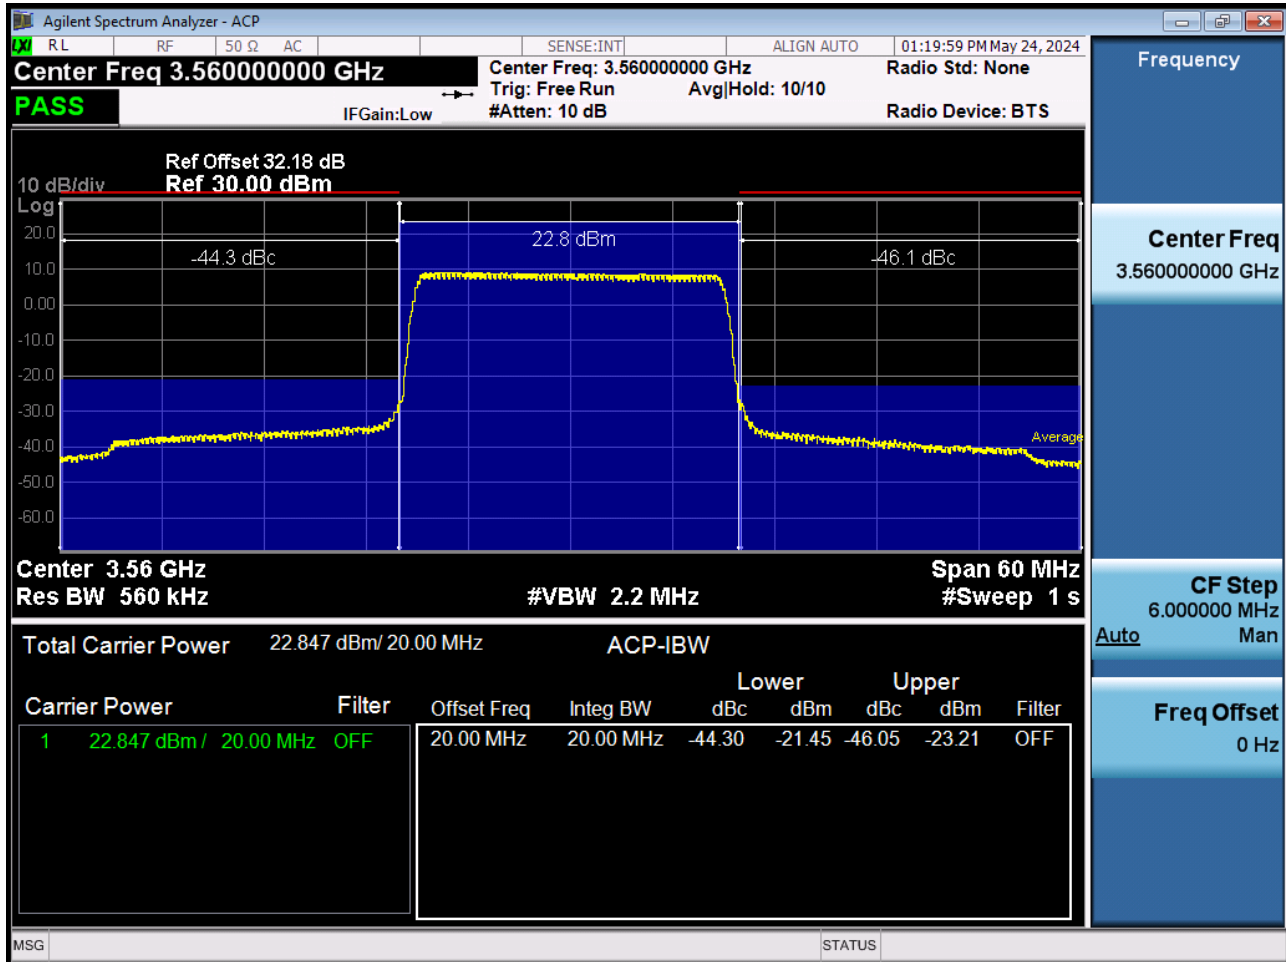 Agilent Spectrum Analyzer - ACP
LXI RL RF 50 Ω AC SENSE:INT ALIGN AUTO 01:19:59 PM May 24, 2024
Center Freq 3.560000000 GHz Center Freq: 3.560000000 GHz Radio Std: None
Trig: Free Run Avg|Hold: 10/10
PASS IFGain:Low #Atten: 10 dB Radio Device: BTS
Ref Offset 32.18 dB
10 dB/div Ref 30.00 dBm
Log
20.0
10.0
0.00
-10.0
-20.0
-30.0
-40.0
-50.0
-60.0
-44.3 dBc 22.8 dBm -46.1 dBc
Average
Center 3.56 GHz Span 60 MHz
Res BW 560 kHz #VBW 2.2 MHz #Sweep 1 s
Total Carrier Power 22.847 dBm/ 20.00 MHz ACP-IBW
Lower Upper
Carrier Power Filter Offset Freq Integ BW dBc dBm dBc dBm Filter
1 22.847 dBm / 20.00 MHz OFF 20.00 MHz 20.00 MHz -44.30 -21.45 -46.05 -23.21 OFF
MSG STATUS
Frequency
Center Freq
3.560000000 GHz
CF Step
6.000000 MHz
Auto Man
Freq Offset
0 Hz